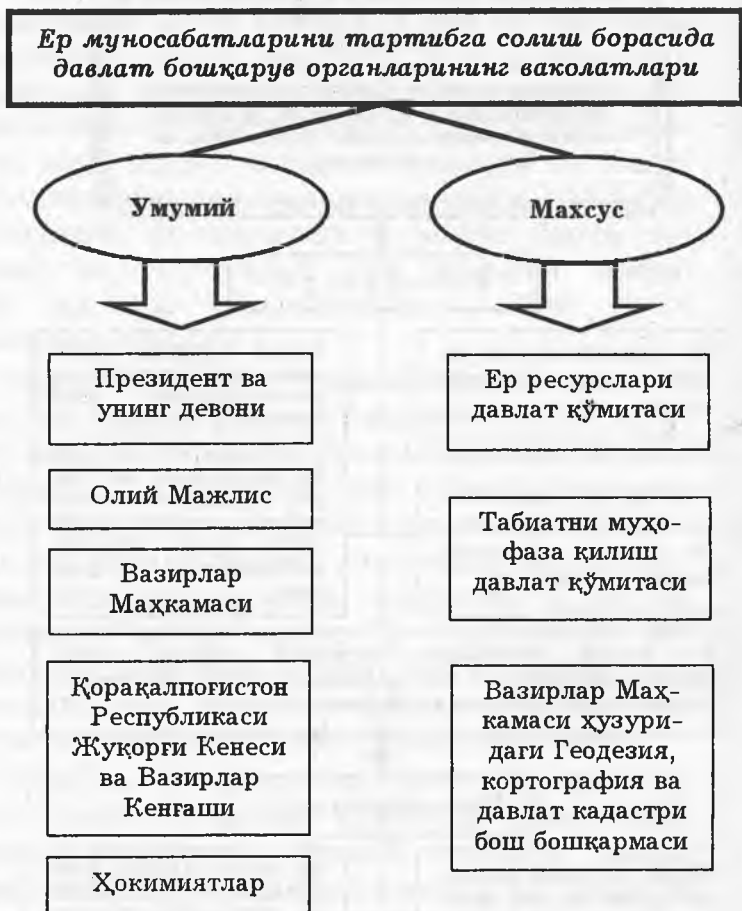 Ер муносабатларини тартибга солиш борасида
давлат бошқарув органларининг ваколатлари
Умумий
Махсус
Президент ва
унинг девони
Олий Мажлис
Вазирлар
Маҳкамаси
Қорақалпоғистон
Республикаси
Жуқорғи Кенеси
ва Вазирлар
Кенгаши
Ҳокимиятлар
Ер ресурслари
давлат қўмитаси
Табиатни муҳо-
фаза қилиш
давлат қўмитаси
Вазирлар Маҳ-
камаси ҳузури-
даги Геодезия,
кортография ва
давлат кадастри
бош бошқармаси